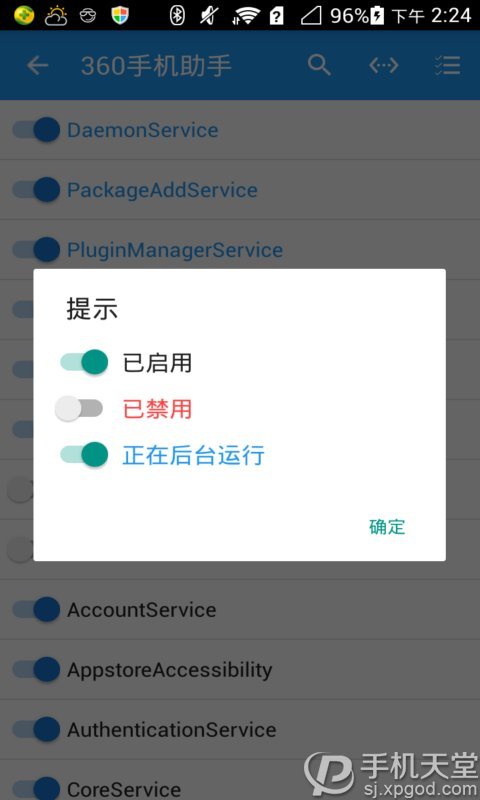 96% 下午 2:24
360手机助手
DaemonService
PackageAddService
PluginManagerService
提示
已启用
已禁用
正在后台运行
确定
AccountService
AppstoreAccessibility
AuthenticationService
CoreService
手机天堂
sj.xpgod.com